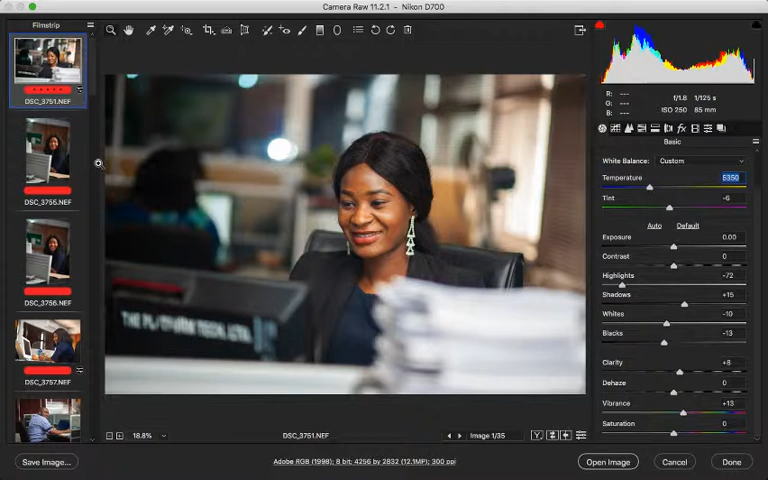 Camera Raw 11.2.1 - Nikon D700
Filmstrip
DSC_3751.NEF
DSC_3755.NEF
DSC_3756.NEF
DSC_3757.NEF
18.8%
DSC_3751.NEF
Image 1/35
Y
R: ---
G: ---
B: ---
f/1.8 1/125 s
ISO 250 85 mm
fx
Basic
White Balance: Custom
Temperature 5350
Tint -6
Auto Default
Exposure 0.00
Contrast 0
Highlights -72
Shadows +15
Whites -10
Blacks -13
Clarity +8
Dehaze 0
Vibrance +13
Saturation 0
Save Image...
Adobe RGB (1998); 8 bit; 4256 by 2832 (12.1MP); 300 ppi
Open Image
Cancel
Done